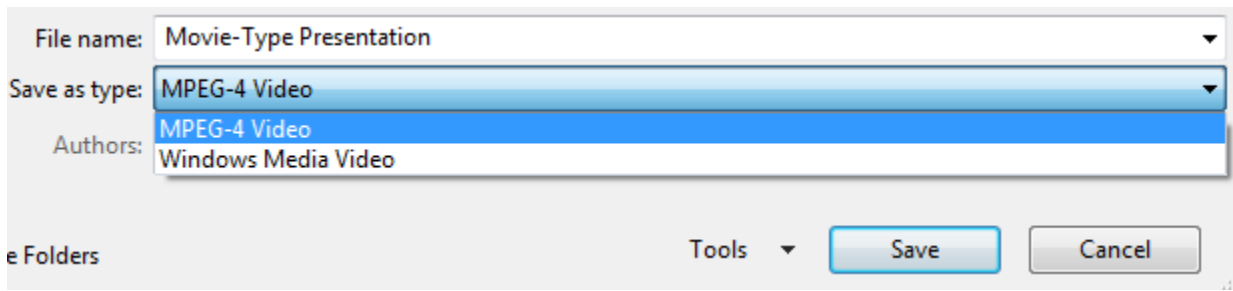 File name: Movie-Type Presentation
Save as type: MPEG-4 Video
MPEG-4 Video
Authors:
Windows Media Video
e Folders Tools Save Cancel